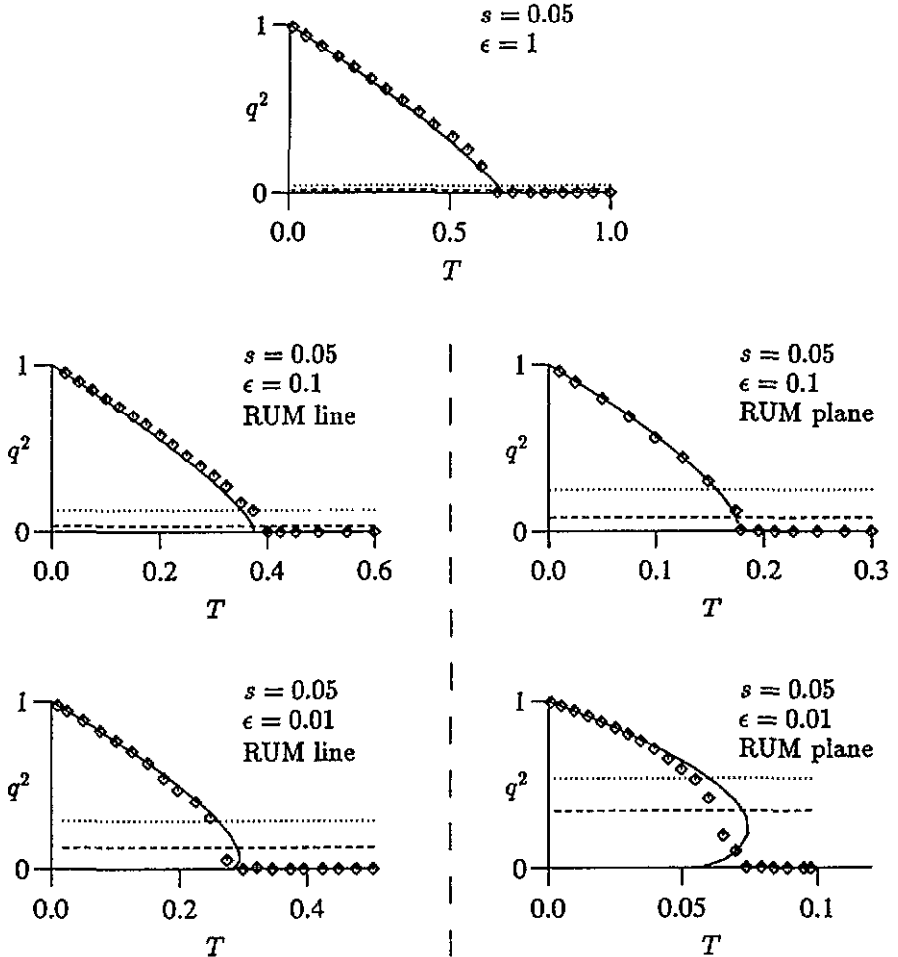 s = 0.05
ϵ = 1
1
q²
0
0.0 0.5 1.0
T
s = 0.05
ϵ = 0.1
RUM line
1
q²
0
0.0 0.2 0.4 0.6
T
s = 0.05
ϵ = 0.1
RUM plane
1
q²
0
0.0 0.1 0.2 0.3
T
s = 0.05
ϵ = 0.01
RUM line
1
q²
0
0.0 0.2 0.4
T
s = 0.05
ϵ = 0.01
RUM plane
1
q²
0
0.0 0.05 0.1
T